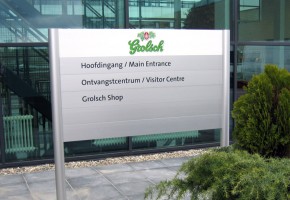 Grolsch
Hoofdingang / Main Entrance
Ontvangstcentrum / Visitor Centre
Grolsch Shop